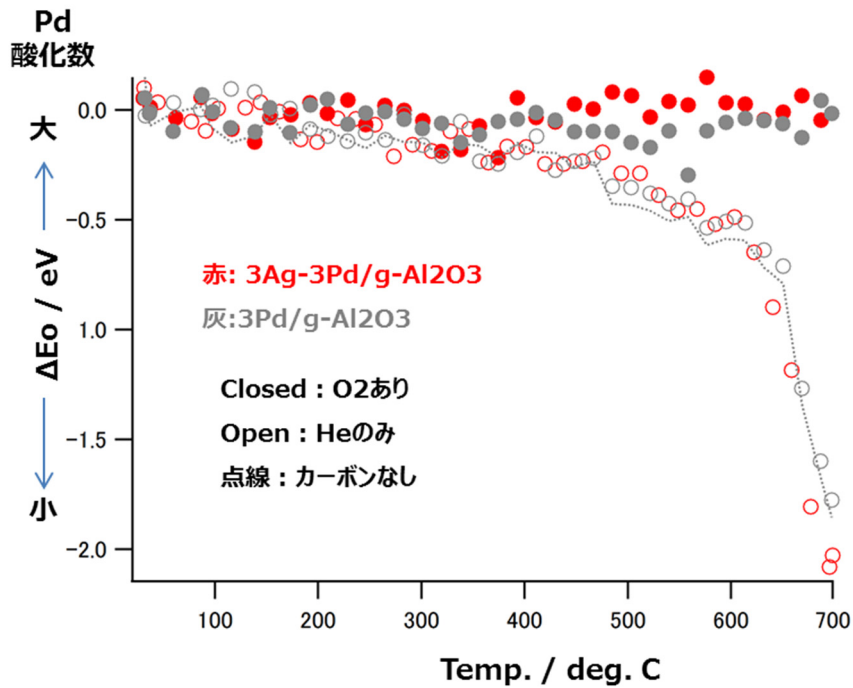 Pd
酸化数
大
小
ΔEo / eV
0.0
-0.5
-1.0
-1.5
-2.0
赤: 3Ag-3Pd/g-Al2O3
灰:3Pd/g-Al2O3
Closed : O2あり
Open : Heのみ
点線 : カーボンなし
100
200
300
400
500
600
700
Temp. / deg. C